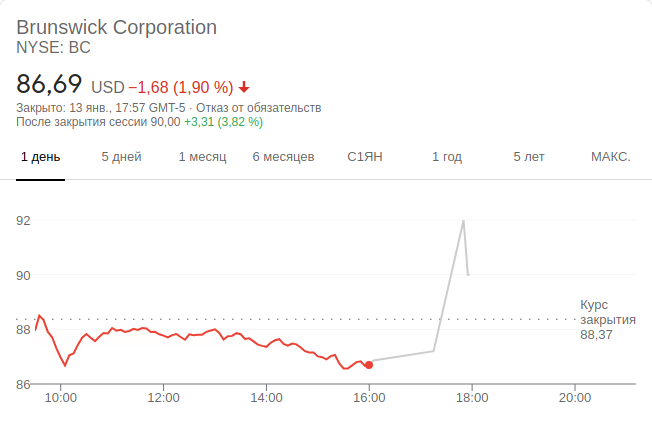 Brunswick Corporation
NYSE: BC
86,69 USD −1,68 (1,90 %)
Закрыто: 13 янв., 17:57 GMT-5 · Отказ от обязательств
После закрытия сессии 90,00 +3,31 (3,82 %)
1 день 5 дней 1 месяц 6 месяцев С1ЯН 1 год 5 лет МАКС.
92
90
Курс
закрытия
88,37
88
86
10:00 12:00 14:00 16:00 18:00 20:00